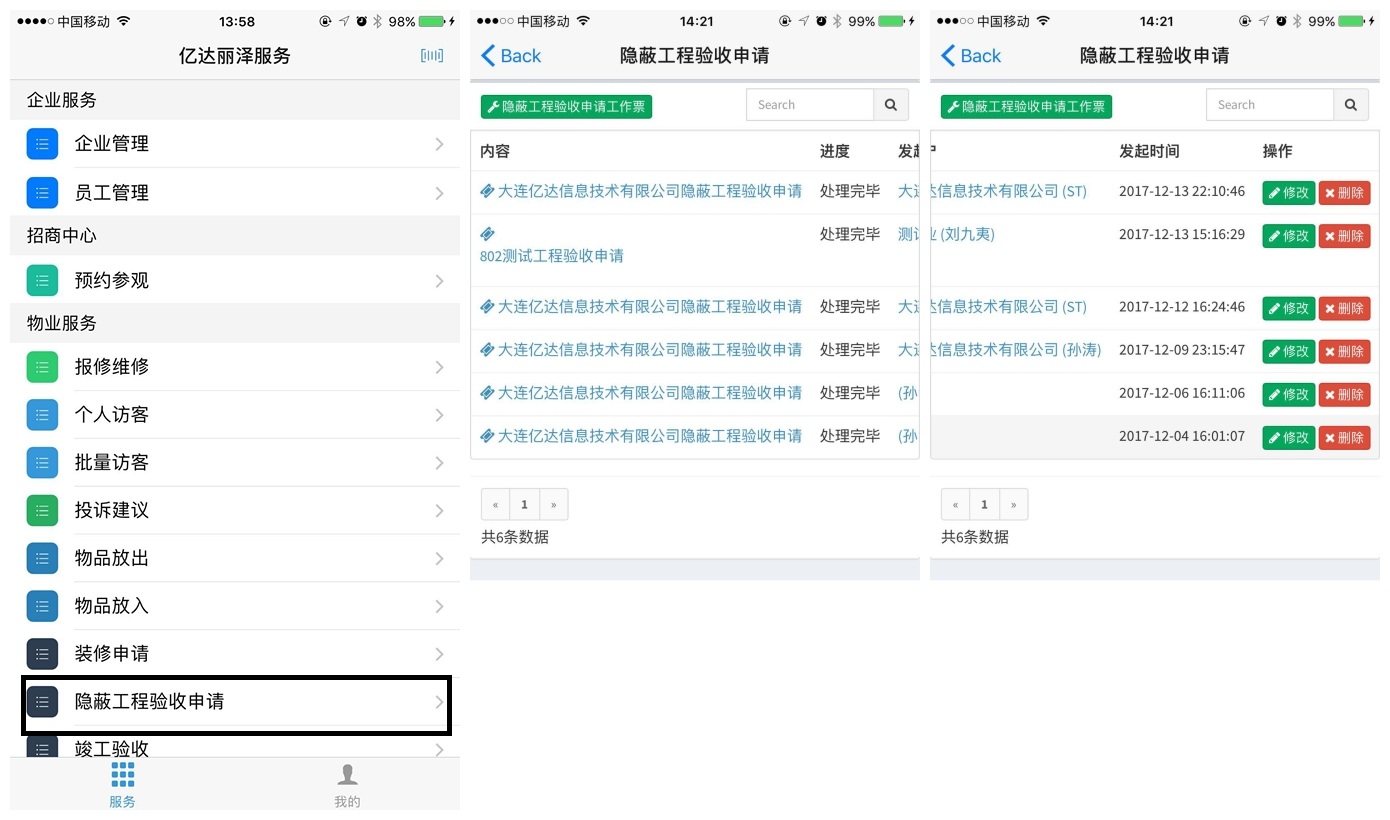 中国移动 13:58 98%
亿达丽泽服务
企业服务
企业管理
员工管理
招商中心
预约参观
物业服务
报修维修
个人访客
批量访客
投诉建议
物品放出
物品放入
装修申请
隐蔽工程验收申请
竣工验收
服务 我的
中国移动 14:21 99%
Back 隐蔽工程验收申请
隐蔽工程验收申请工作票 Search
内容 进度 发起
大连亿达信息技术有限公司隐蔽工程验收申请 处理完毕 大连
802测试工程验收申请 处理完毕 测试
大连亿达信息技术有限公司隐蔽工程验收申请 处理完毕 大连
大连亿达信息技术有限公司隐蔽工程验收申请 处理完毕 大连
大连亿达信息技术有限公司隐蔽工程验收申请 处理完毕 (孙
大连亿达信息技术有限公司隐蔽工程验收申请 处理完毕 (孙
« 1 »
共6条数据
中国移动 14:21 99%
Back 隐蔽工程验收申请
隐蔽工程验收申请工作票 Search
户 发起时间 操作
达信息技术有限公司 (ST) 2017-12-13 22:10:46 修改 删除
业 (刘九夷) 2017-12-13 15:16:29 修改 删除
达信息技术有限公司 (ST) 2017-12-12 16:24:46 修改 删除
达信息技术有限公司 (孙涛) 2017-12-09 23:15:47 修改 删除
2017-12-06 16:11:06 修改 删除
2017-12-04 16:01:07 修改 删除
« 1 »
共6条数据